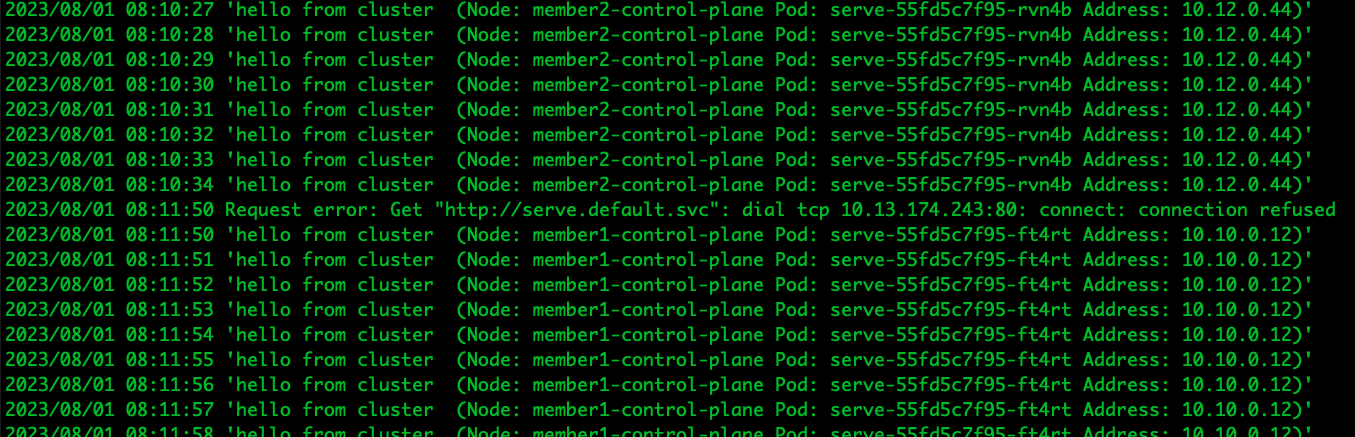 2023/08/01 08:10:27 'hello from cluster  (Node: member2-control-plane Pod: serve-55fd5c7f95-rvn4b Address: 10.12.0.44)'
2023/08/01 08:10:28 'hello from cluster  (Node: member2-control-plane Pod: serve-55fd5c7f95-rvn4b Address: 10.12.0.44)'
2023/08/01 08:10:29 'hello from cluster  (Node: member2-control-plane Pod: serve-55fd5c7f95-rvn4b Address: 10.12.0.44)'
2023/08/01 08:10:30 'hello from cluster  (Node: member2-control-plane Pod: serve-55fd5c7f95-rvn4b Address: 10.12.0.44)'
2023/08/01 08:10:31 'hello from cluster  (Node: member2-control-plane Pod: serve-55fd5c7f95-rvn4b Address: 10.12.0.44)'
2023/08/01 08:10:32 'hello from cluster  (Node: member2-control-plane Pod: serve-55fd5c7f95-rvn4b Address: 10.12.0.44)'
2023/08/01 08:10:33 'hello from cluster  (Node: member2-control-plane Pod: serve-55fd5c7f95-rvn4b Address: 10.12.0.44)'
2023/08/01 08:10:34 'hello from cluster  (Node: member2-control-plane Pod: serve-55fd5c7f95-rvn4b Address: 10.12.0.44)'
2023/08/01 08:11:50 Request error: Get "http://serve.default.svc": dial tcp 10.13.174.243:80: connect: connection refused
2023/08/01 08:11:50 'hello from cluster  (Node: member1-control-plane Pod: serve-55fd5c7f95-ft4rt Address: 10.10.0.12)'
2023/08/01 08:11:51 'hello from cluster  (Node: member1-control-plane Pod: serve-55fd5c7f95-ft4rt Address: 10.10.0.12)'
2023/08/01 08:11:52 'hello from cluster  (Node: member1-control-plane Pod: serve-55fd5c7f95-ft4rt Address: 10.10.0.12)'
2023/08/01 08:11:53 'hello from cluster  (Node: member1-control-plane Pod: serve-55fd5c7f95-ft4rt Address: 10.10.0.12)'
2023/08/01 08:11:54 'hello from cluster  (Node: member1-control-plane Pod: serve-55fd5c7f95-ft4rt Address: 10.10.0.12)'
2023/08/01 08:11:55 'hello from cluster  (Node: member1-control-plane Pod: serve-55fd5c7f95-ft4rt Address: 10.10.0.12)'
2023/08/01 08:11:56 'hello from cluster  (Node: member1-control-plane Pod: serve-55fd5c7f95-ft4rt Address: 10.10.0.12)'
2023/08/01 08:11:57 'hello from cluster  (Node: member1-control-plane Pod: serve-55fd5c7f95-ft4rt Address: 10.10.0.12)'
2023/08/01 08:11:58 'hello from cluster  (Node: member1-control-plane Pod: serve-55fd5c7f95-ft4rt Address: 10.10.0.12)'